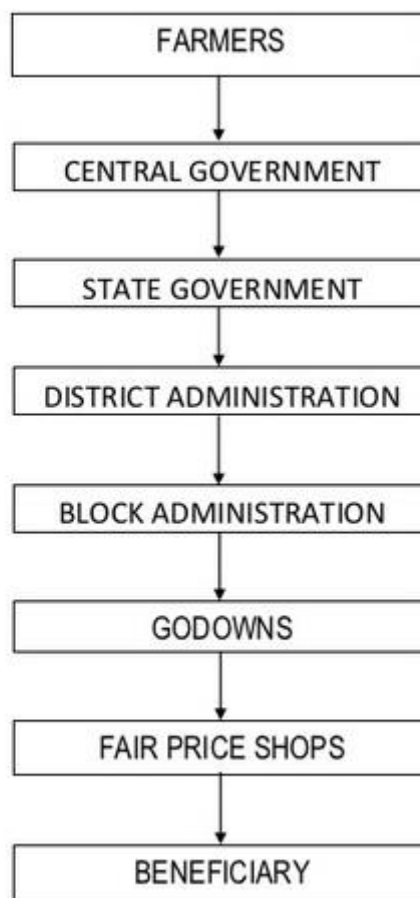 FARMERS
CENTRAL GOVERNMENT
STATE GOVERNMENT
DISTRICT ADMINISTRATION
BLOCK ADMINISTRATION
GODOWNS
FAIR PRICE SHOPS
BENEFICIARY